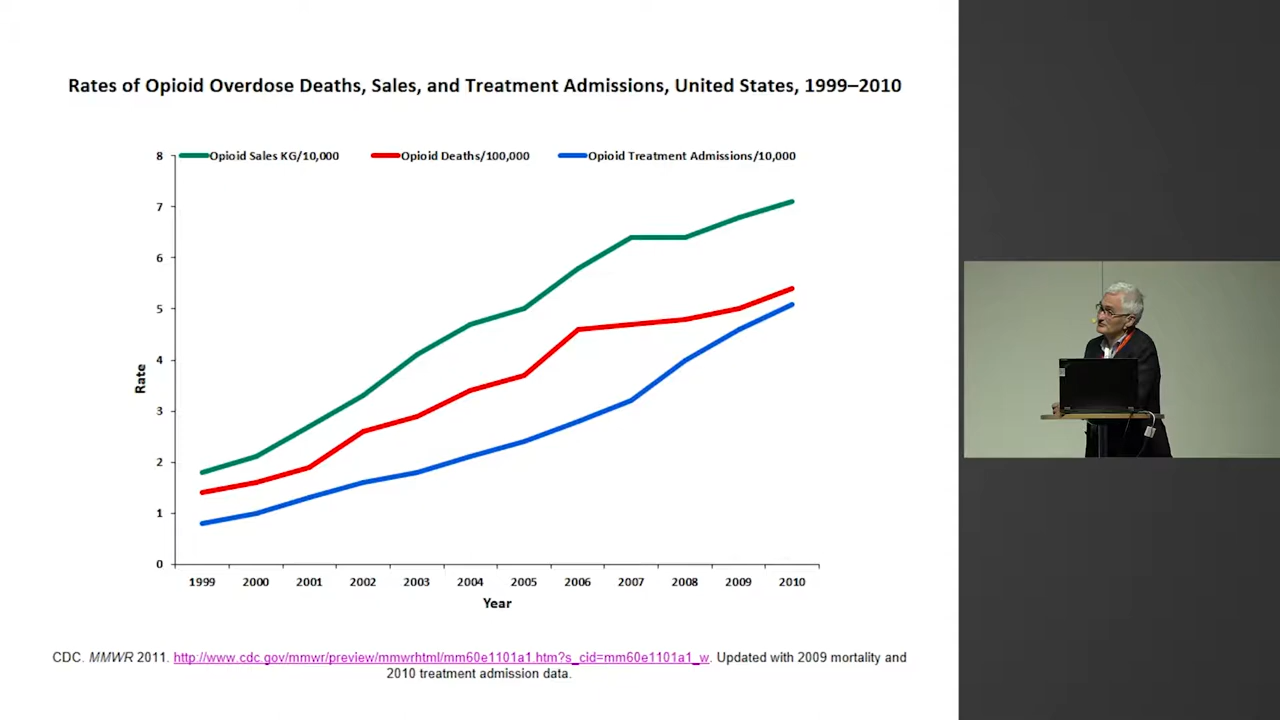 Rates of Opioid Overdose Deaths, Sales, and Treatment Admissions, United States, 1999–2010
Opioid Sales KG/10,000 Opioid Deaths/100,000 Opioid Treatment Admissions/10,000
8
7
6
5
4
3
2
1
0
Rate
1999 2000 2001 2002 2003 2004 2005 2006 2007 2008 2009 2010
Year
CDC. MMWR 2011. http://www.cdc.gov/mmwr/preview/mmwrhtml/mm60e1101a1.htm?s_cid=mm60e1101a1_w. Updated with 2009 mortality and
2010 treatment admission data.